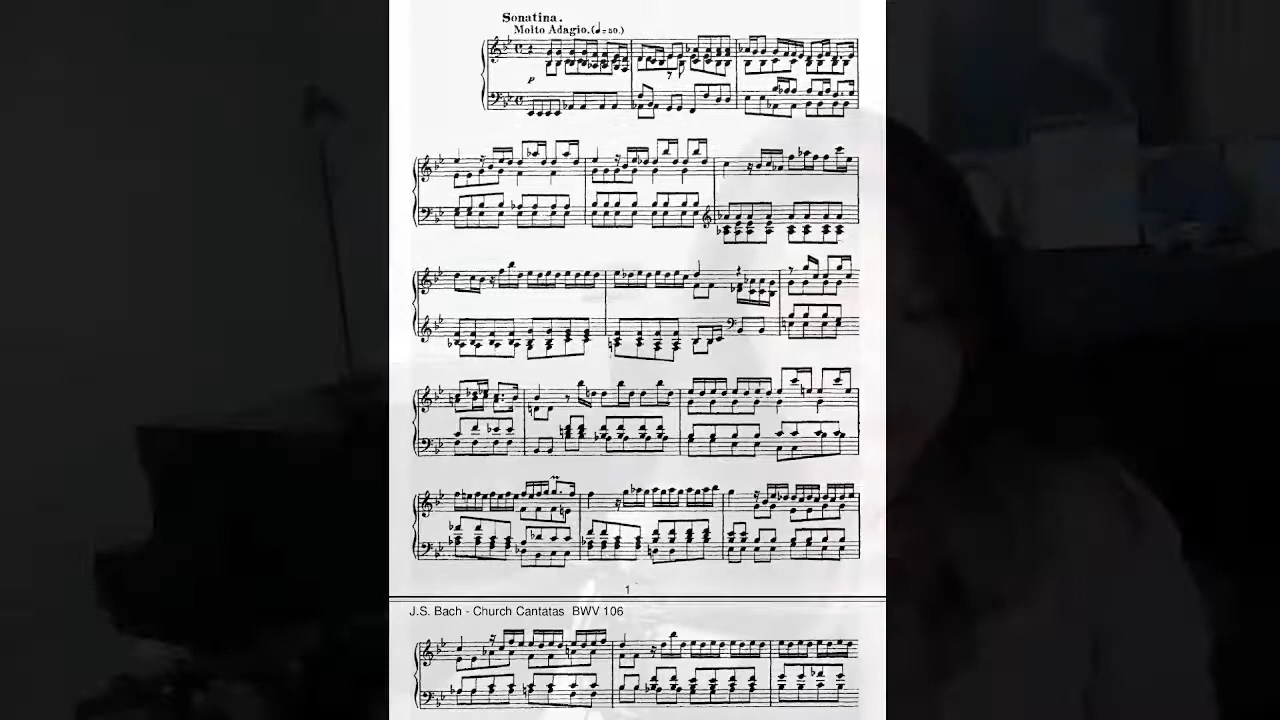 Sonatina.
Molto Adagio. (♩=50.)
p
1
J.S. Bach - Church Cantatas BWV 106